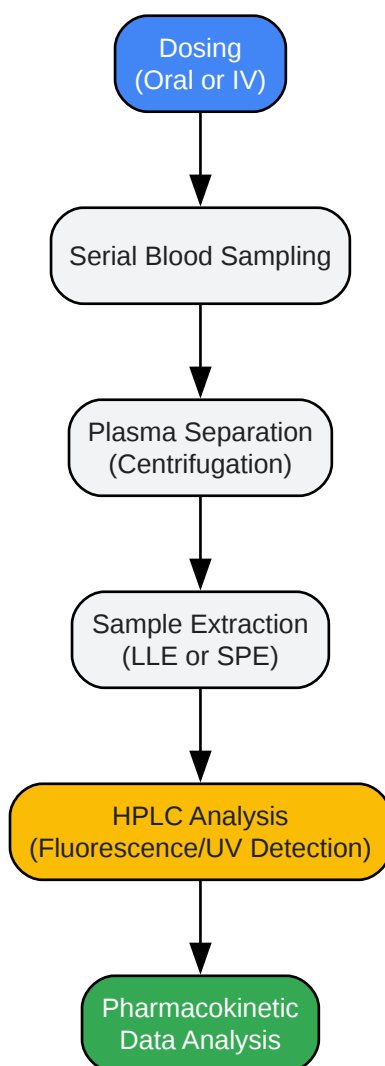 Dosing
(Oral or IV)
Serial Blood Sampling
Plasma Separation
(Centrifugation)
Sample Extraction
(LLE or SPE)
HPLC Analysis
(Fluorescence/UV Detection)
Pharmacokinetic
Data Analysis